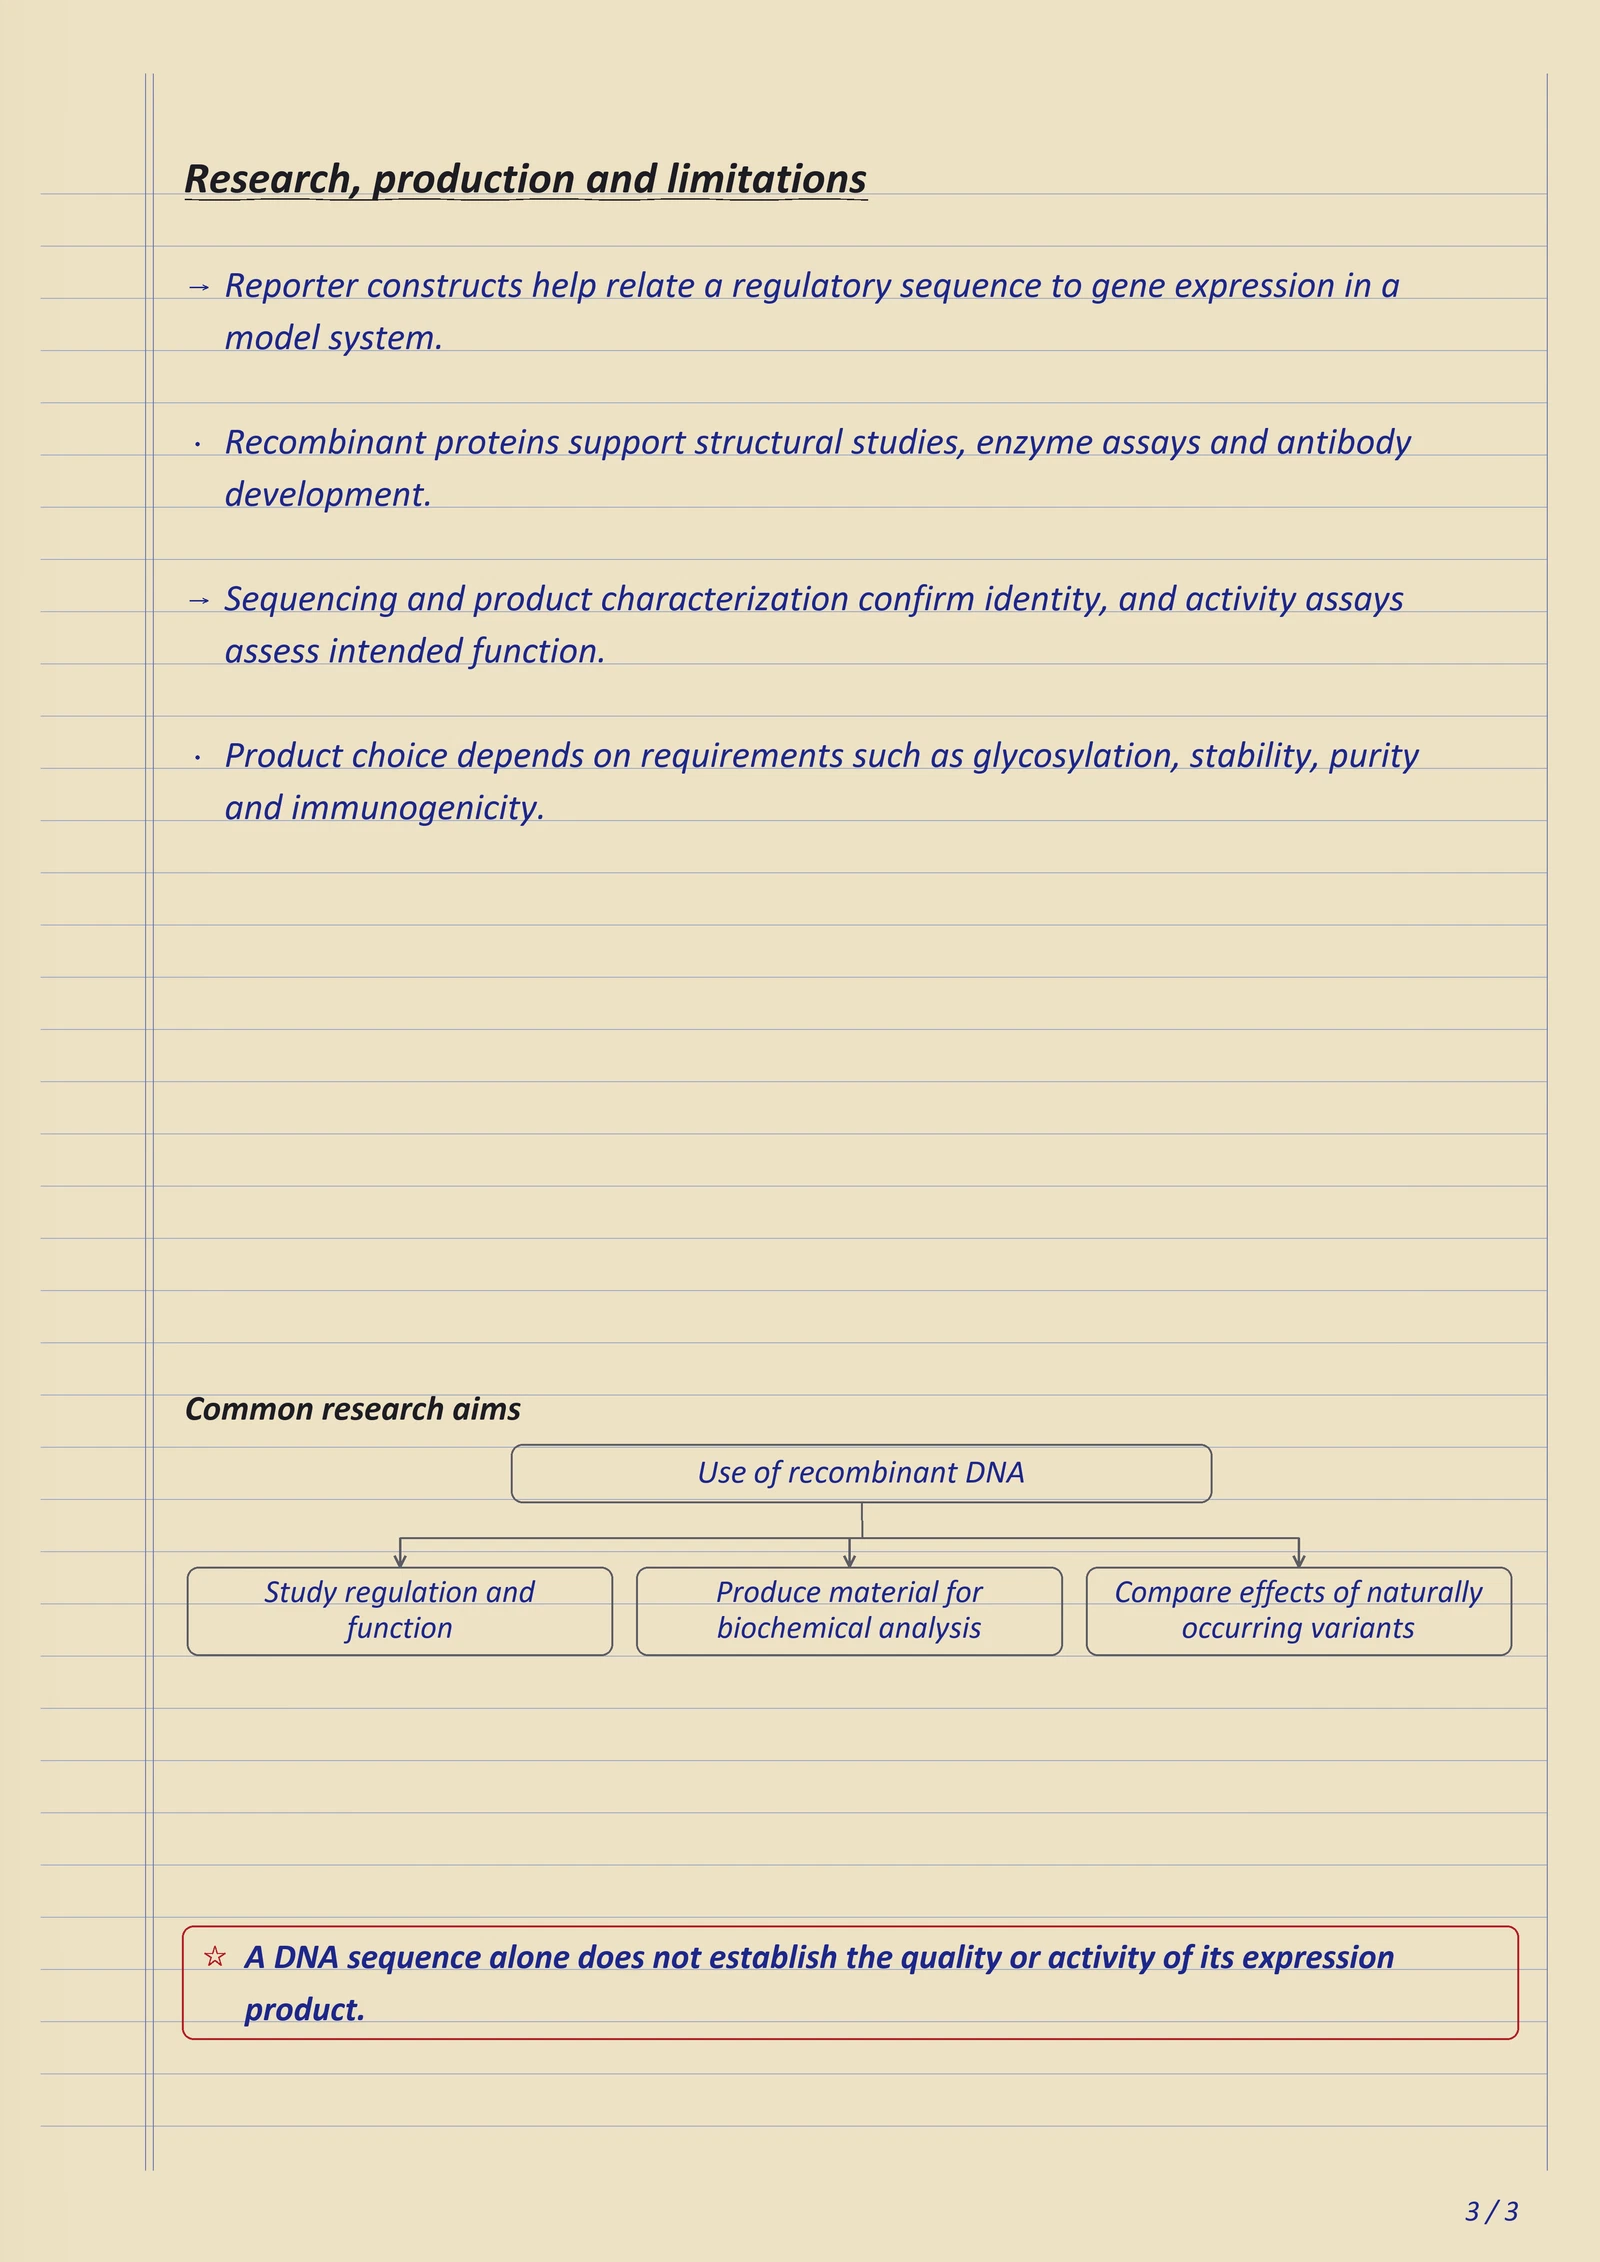 Research, production and limitations
→ Reporter constructs help relate a regulatory sequence to gene expression in a
model system.
· Recombinant proteins support structural studies, enzyme assays and antibody
development.
→ Sequencing and product characterization confirm identity, and activity assays
assess intended function.
· Product choice depends on requirements such as glycosylation, stability, purity
and immunogenicity.
Common research aims
Use of recombinant DNA
Study regulation and
function
Produce material for
biochemical analysis
Compare effects of naturally
occurring variants
☆ A DNA sequence alone does not establish the quality or activity of its expression
product.
3 / 3